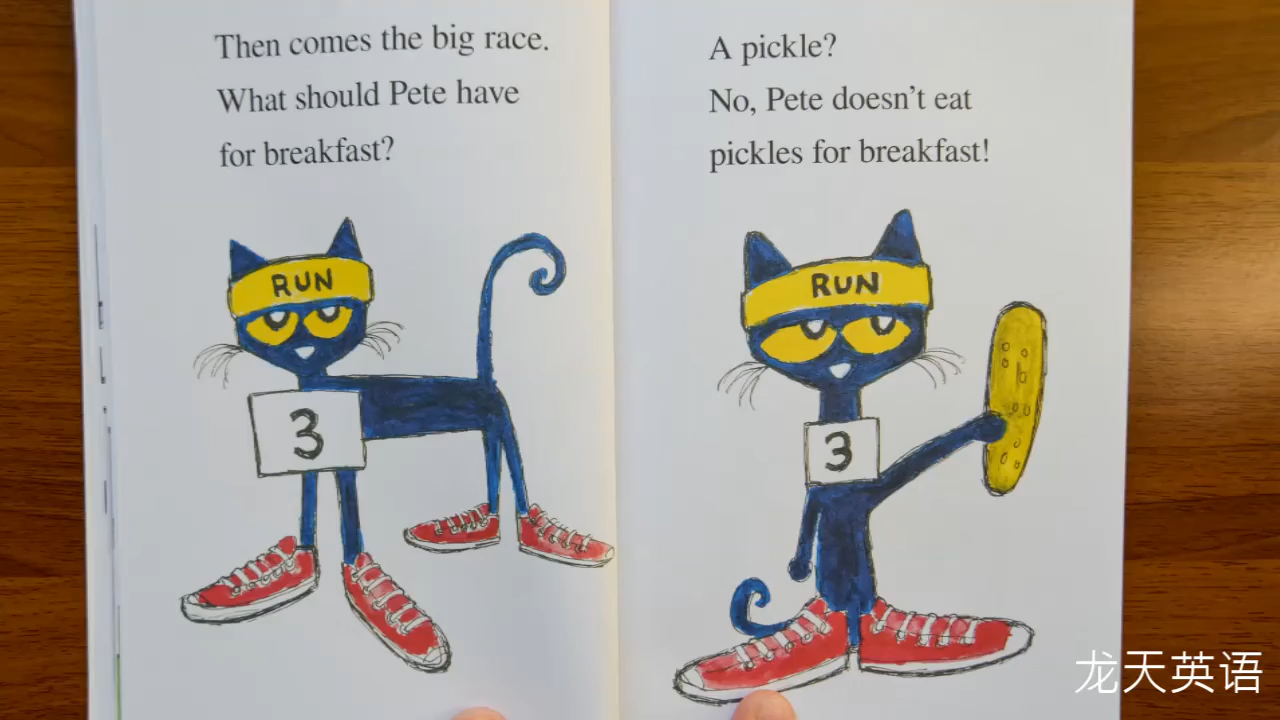 Then comes the big race.
What should Pete have
for breakfast?
RUN
3
A pickle?
No, Pete doesn't eat
pickles for breakfast!
RUN
3
龙天英语